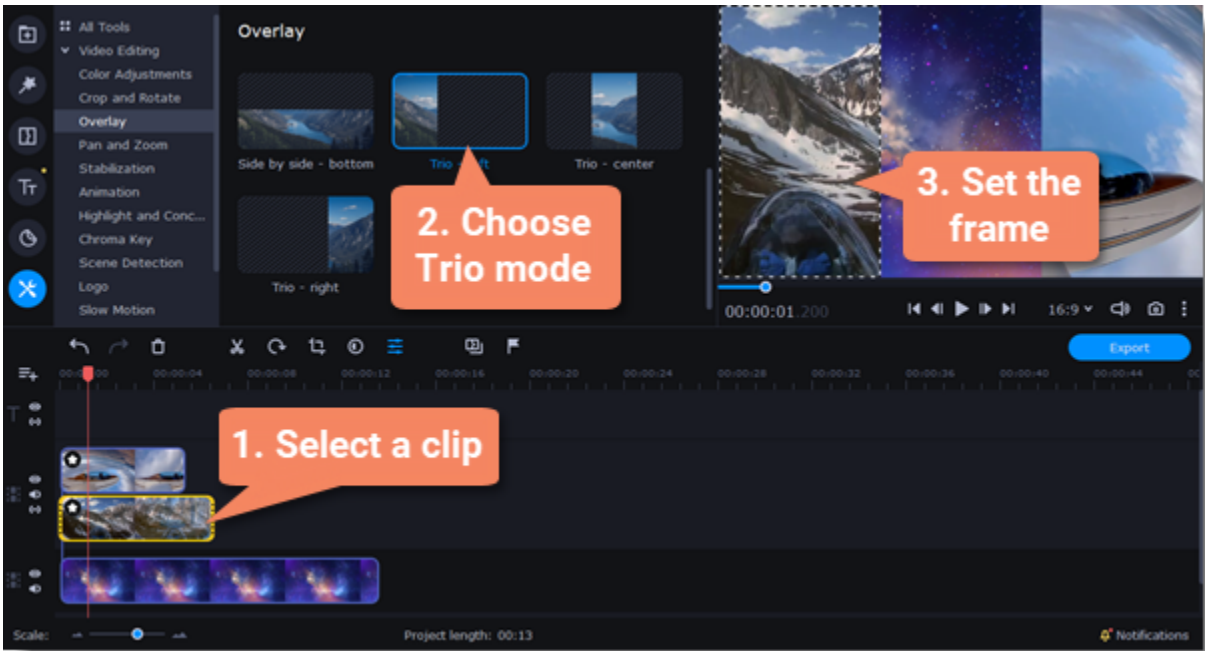 All Tools
Video Editing
Color Adjustments
Crop and Rotate
Overlay
Pan and Zoom
Stabilization
Animation
Highlight and Conc...
Chroma Key
Scene Detection
Logo
Slow Motion
Overlay
Side by side - bottom
Trio - left
Trio - center
Trio - right
2. Choose
Trio mode
3. Set the
frame
00:00:01.200
16:9
Export
00:00:04 00:00:08 00:00:12 00:00:16 00:00:20 00:00:24 00:00:28 00:00:32 00:00:36 00:00:40 00:00:44
1. Select a clip
Scale:
Project length: 00:13
Notifications